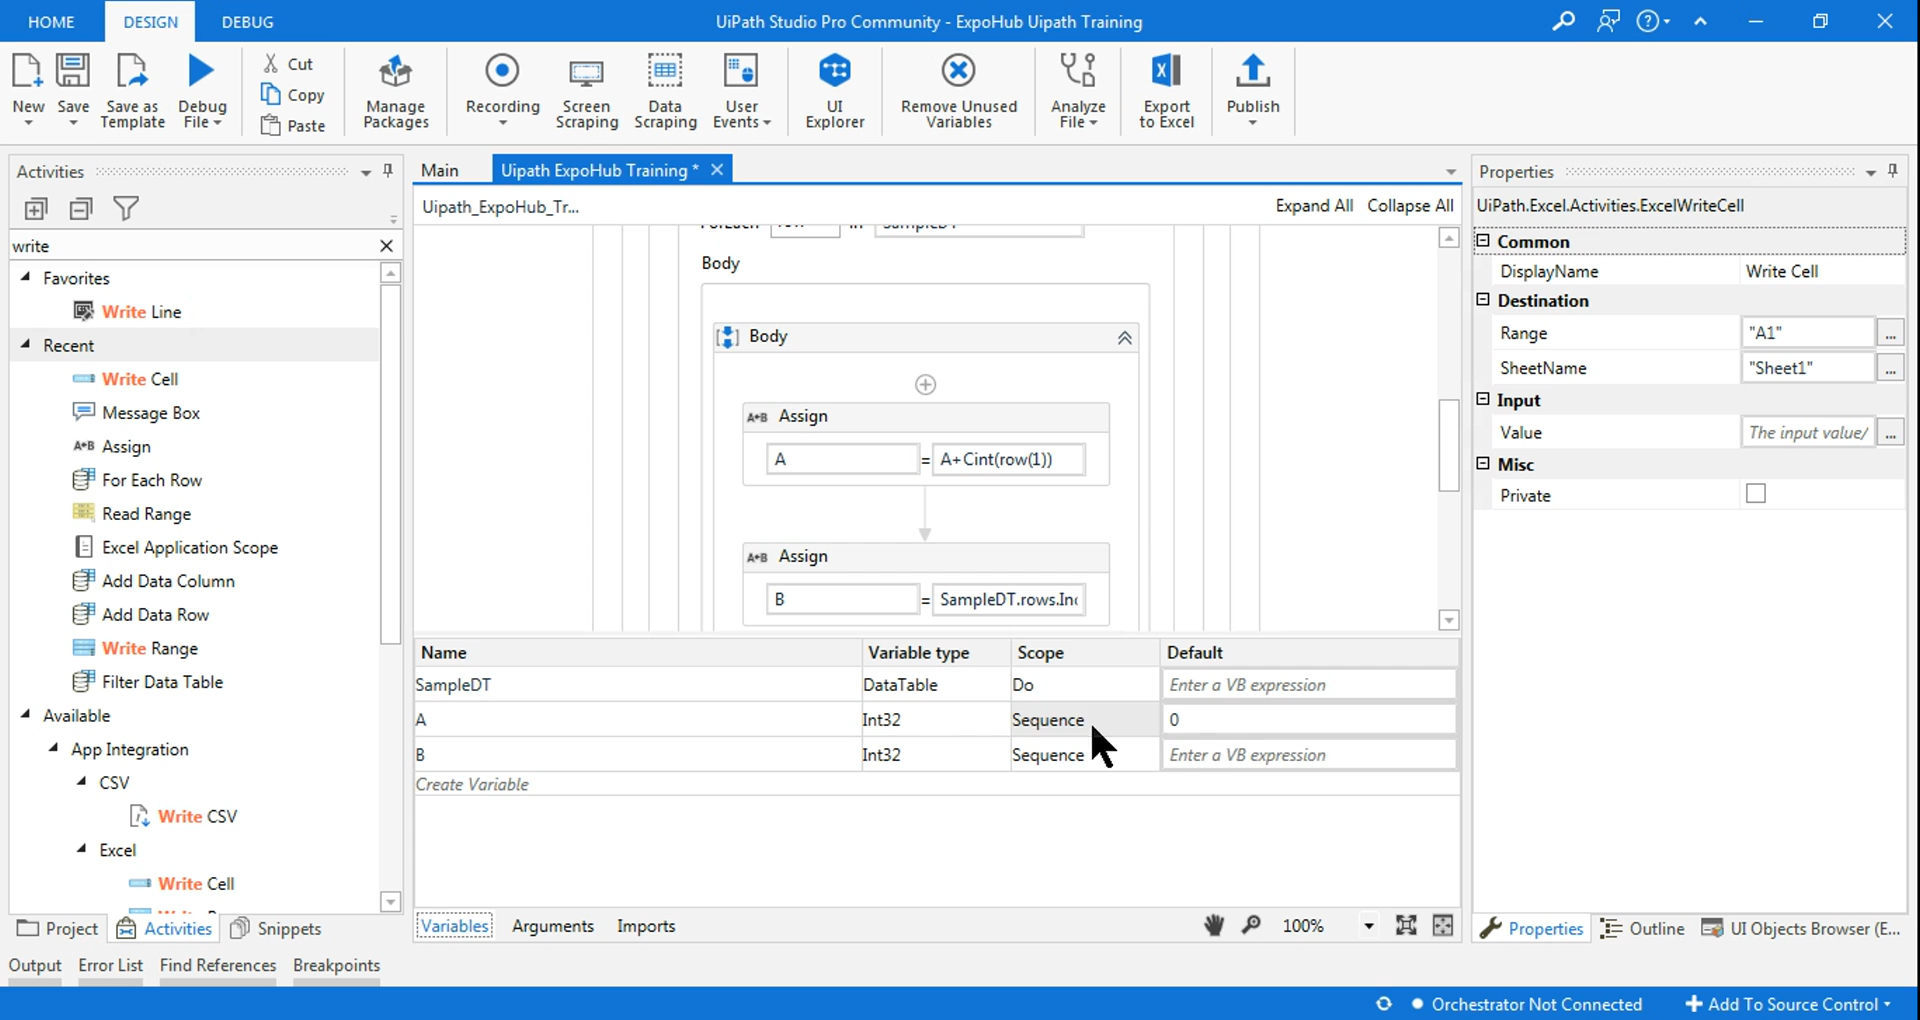 HOME DESIGN DEBUG UiPath Studio Pro Community - ExpoHub Uipath Training
New Save Save as Template Debug File Cut Copy Paste Manage Packages Recording Screen Scraping Data Scraping User Events UI Explorer Remove Unused Variables Analyze File Export to Excel Publish
Activities
write
Favorites
Write Line
Recent
Write Cell
Message Box
Assign
For Each Row
Read Range
Excel Application Scope
Add Data Column
Add Data Row
Write Range
Filter Data Table
Available
App Integration
CSV
Write CSV
Excel
Write Cell
Project Activities Snippets
Main Uipath ExpoHub Training *
Uipath_ExpoHub_Tr... Expand All Collapse All
Body
Body
Assign
A = A+Cint(row(1))
Assign
B = SampleDT.rows.Inc
Name Variable type Scope Default
SampleDT DataTable Do Enter a VB expression
A Int32 Sequence 0
B Int32 Sequence Enter a VB expression
Create Variable
Variables Arguments Imports 100%
Properties
UiPath.Excel.Activities.ExcelWriteCell
Common
DisplayName Write Cell
Destination
Range "A1" ...
SheetName "Sheet1" ...
Input
Value The input value/ ...
Misc
Private
Properties Outline UI Objects Browser (E...
Output Error List Find References Breakpoints
Orchestrator Not Connected Add To Source Control